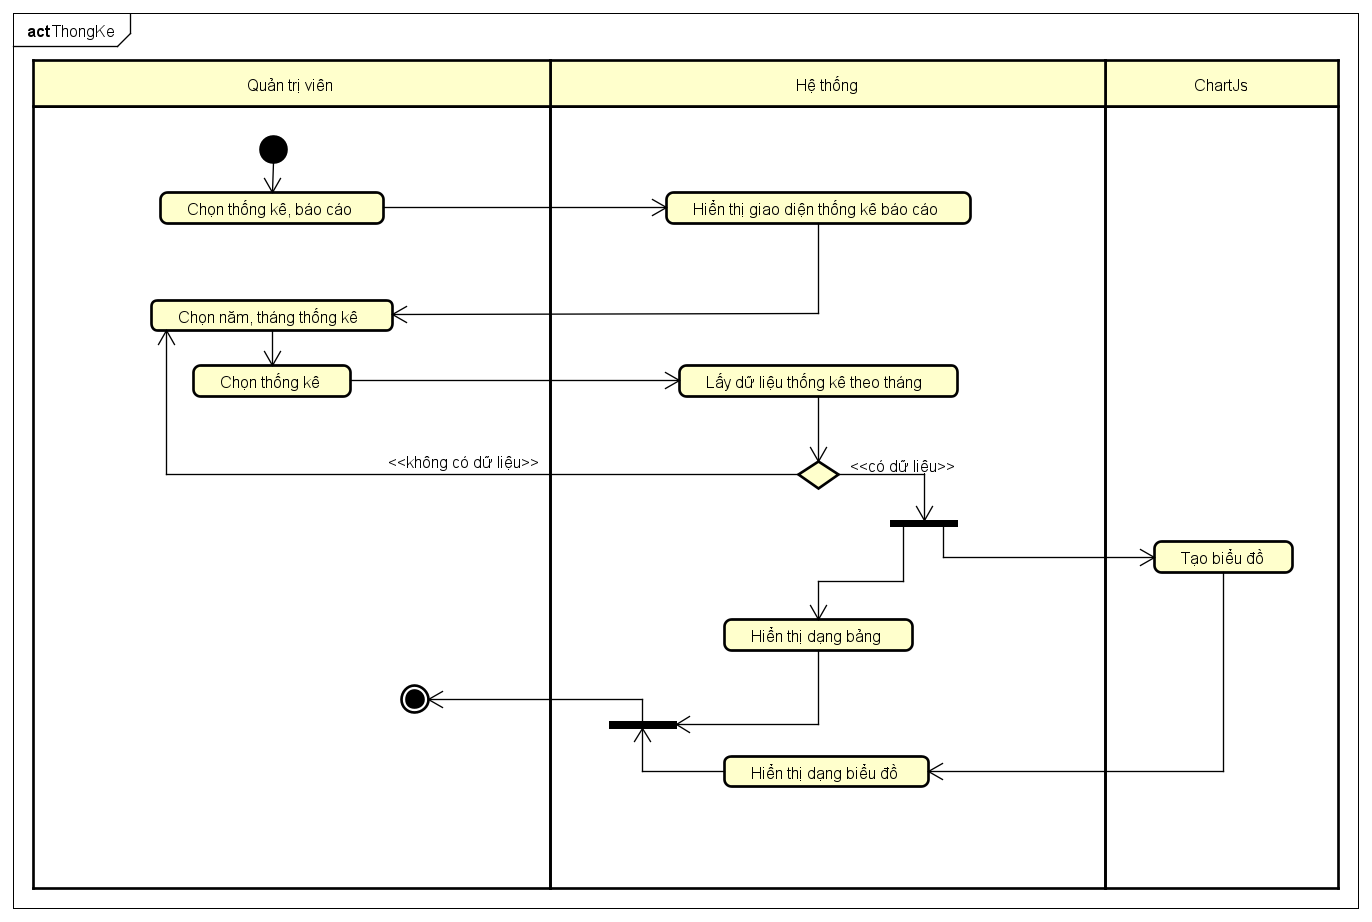 act ThongKe
Quản trị viên
Hệ thống
ChartJs
Chọn thống kê, báo cáo
Hiển thị giao diện thống kê báo cáo
Chọn năm, tháng thống kê
Chọn thống kê
Lấy dữ liệu thống kê theo tháng
<<không có dữ liệu>>
<<có dữ liệu>>
Tạo biểu đồ
Hiển thị dạng bảng
Hiển thị dạng biểu đồ